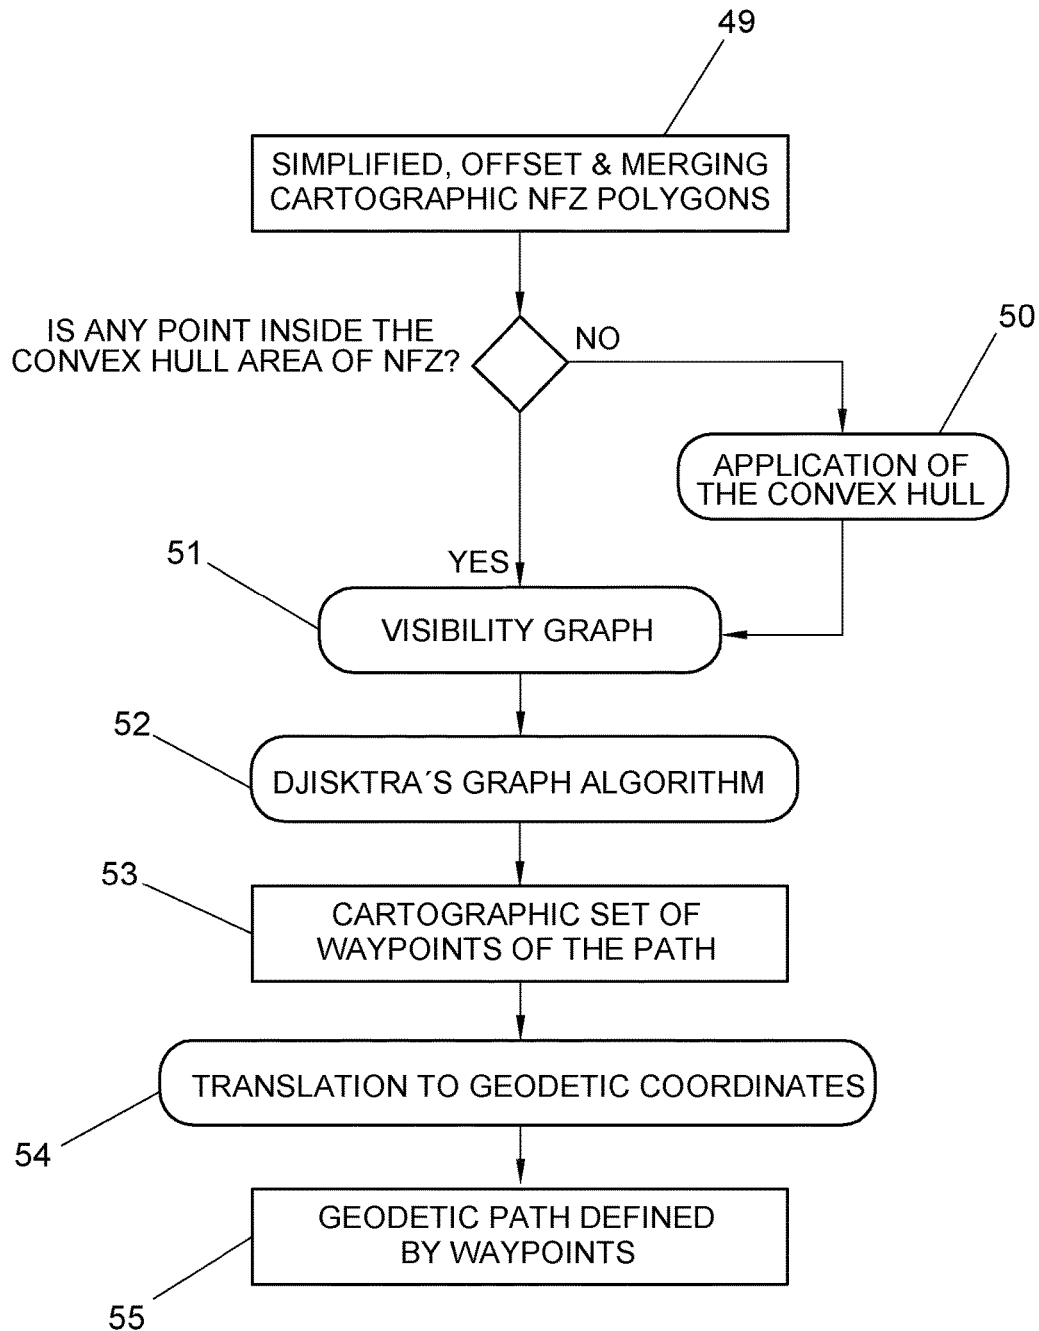 49
SIMPLIFIED, OFFSET & MERGING
CARTOGRAPHIC NFZ POLYGONS
IS ANY POINT INSIDE THE
CONVEX HULL AREA OF NFZ?
NO
50
APPLICATION OF
THE CONVEX HULL
YES
51
VISIBILITY GRAPH
52
DJISKTRA´S GRAPH ALGORITHM
53
CARTOGRAPHIC SET OF
WAYPOINTS OF THE PATH
TRANSLATION TO GEODETIC COORDINATES
54
GEODETIC PATH DEFINED
BY WAYPOINTS
55